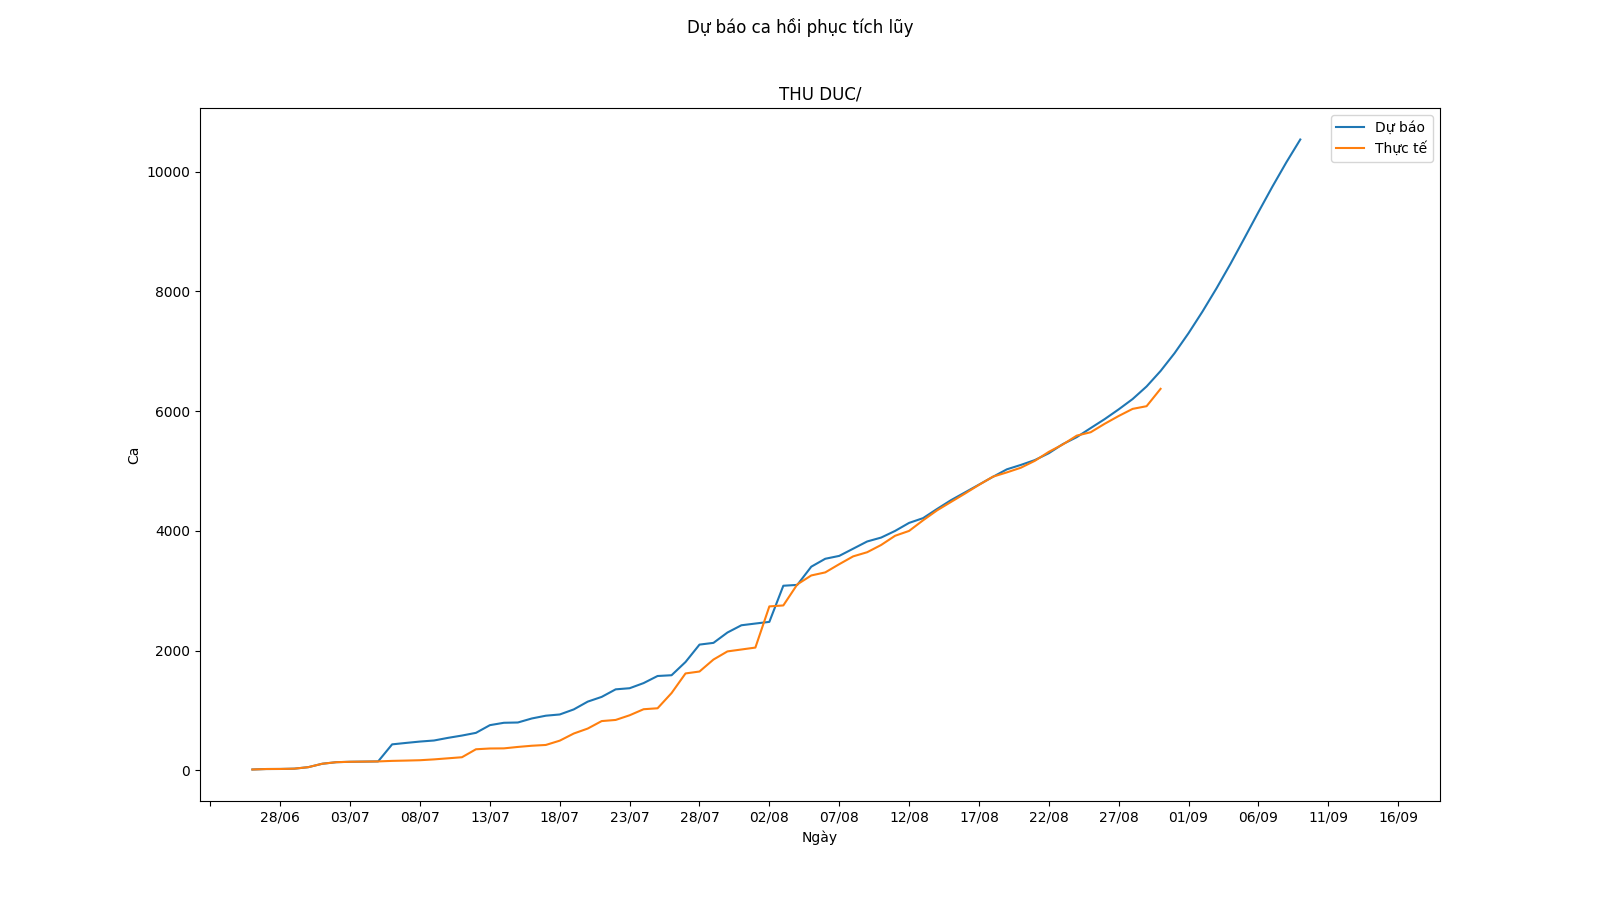 Dự báo ca hồi phục tích lũy
THU DUC/
Dự báo
Thực tế
10000
8000
6000
4000
2000
0
Ca
28/06 03/07 08/07 13/07 18/07 23/07 28/07 02/08 07/08 12/08 17/08 22/08 27/08 01/09 06/09 11/09 16/09
Ngày